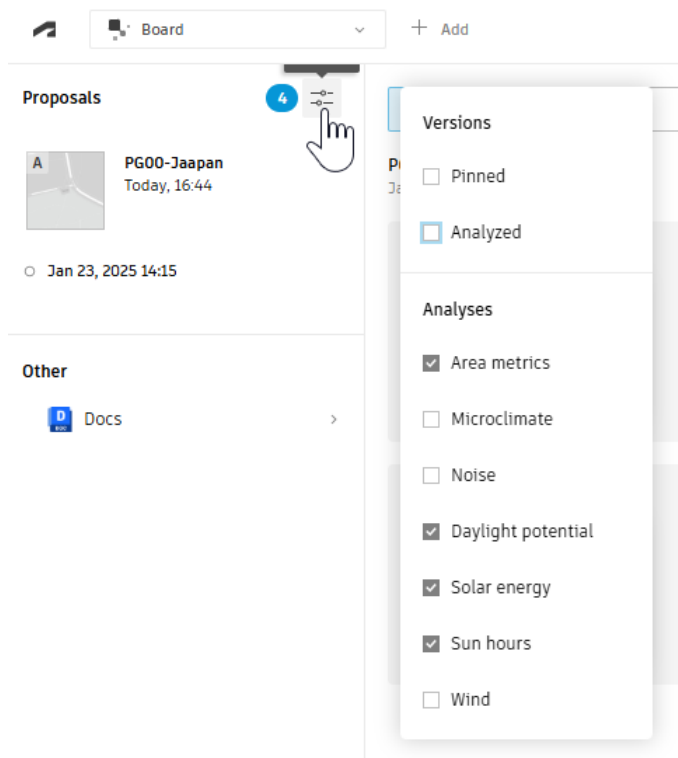 Board
Add
Proposals
4
A
PG00-Jaapan
Today, 16:44
Jan 23, 2025 14:15
Other
D
DOC
Docs
Versions
Pinned
Analyzed
Analyses
Area metrics
Microclimate
Noise
Daylight potential
Solar energy
Sun hours
Wind